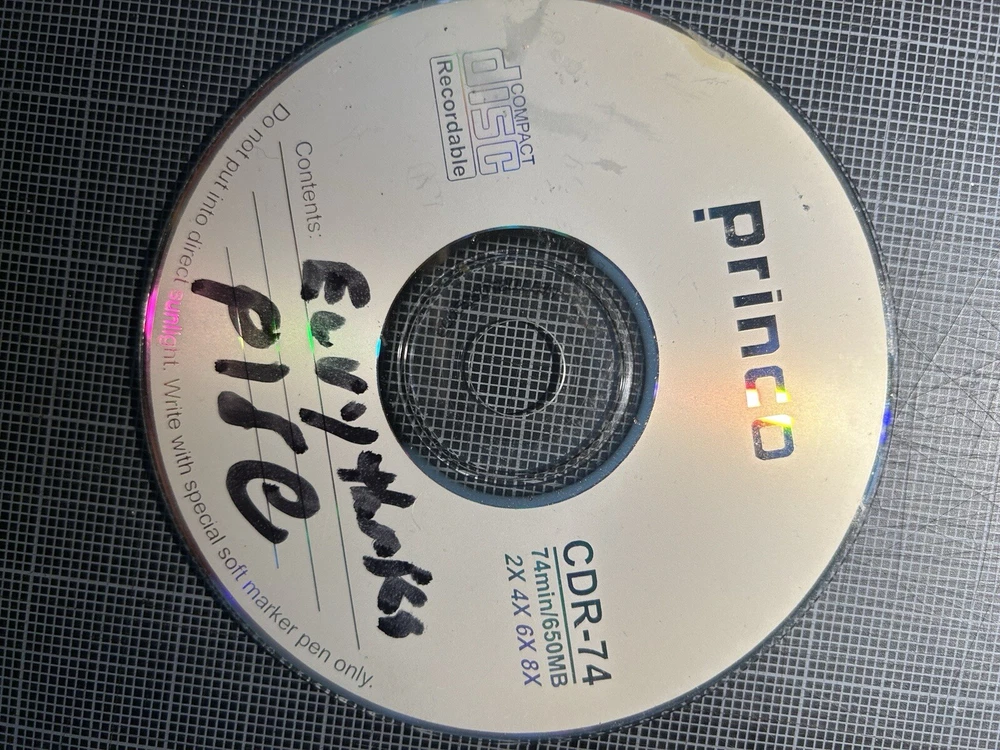 princo
COMPACT
disc
Recordable
CDR-74
74min/650MB
2X 4X 6X 8X
Contents:
Eurythmics
Do not put into direct sunlight. Write with special soft marker pen only.